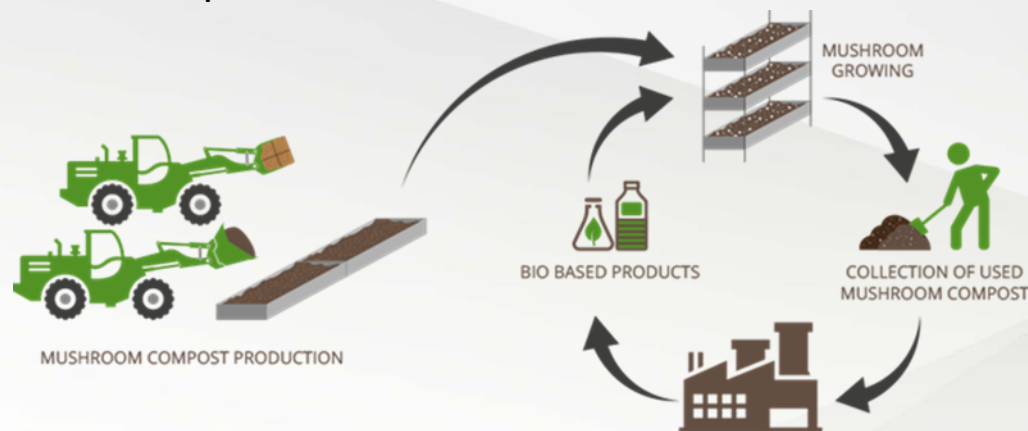 MUSHROOM
GROWING
BIO BASED PRODUCTS
COLLECTION OF USED
MUSHROOM COMPOST
MUSHROOM COMPOST PRODUCTION